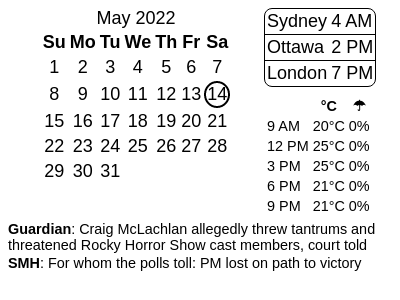 May 2022
Su Mo Tu We Th Fr Sa
1 2 3 4 5 6 7
8 9 10 11 12 13 14
15 16 17 18 19 20 21
22 23 24 25 26 27 28
29 30 31
Sydney 4 AM
Ottawa 2 PM
London 7 PM
°C ☂
9 AM 20°C 0%
12 PM 25°C 0%
3 PM 25°C 0%
6 PM 21°C 0%
9 PM 21°C 0%
Guardian: Craig McLachlan allegedly threw tantrums and
threatened Rocky Horror Show cast members, court told
SMH: For whom the polls toll: PM lost on path to victory